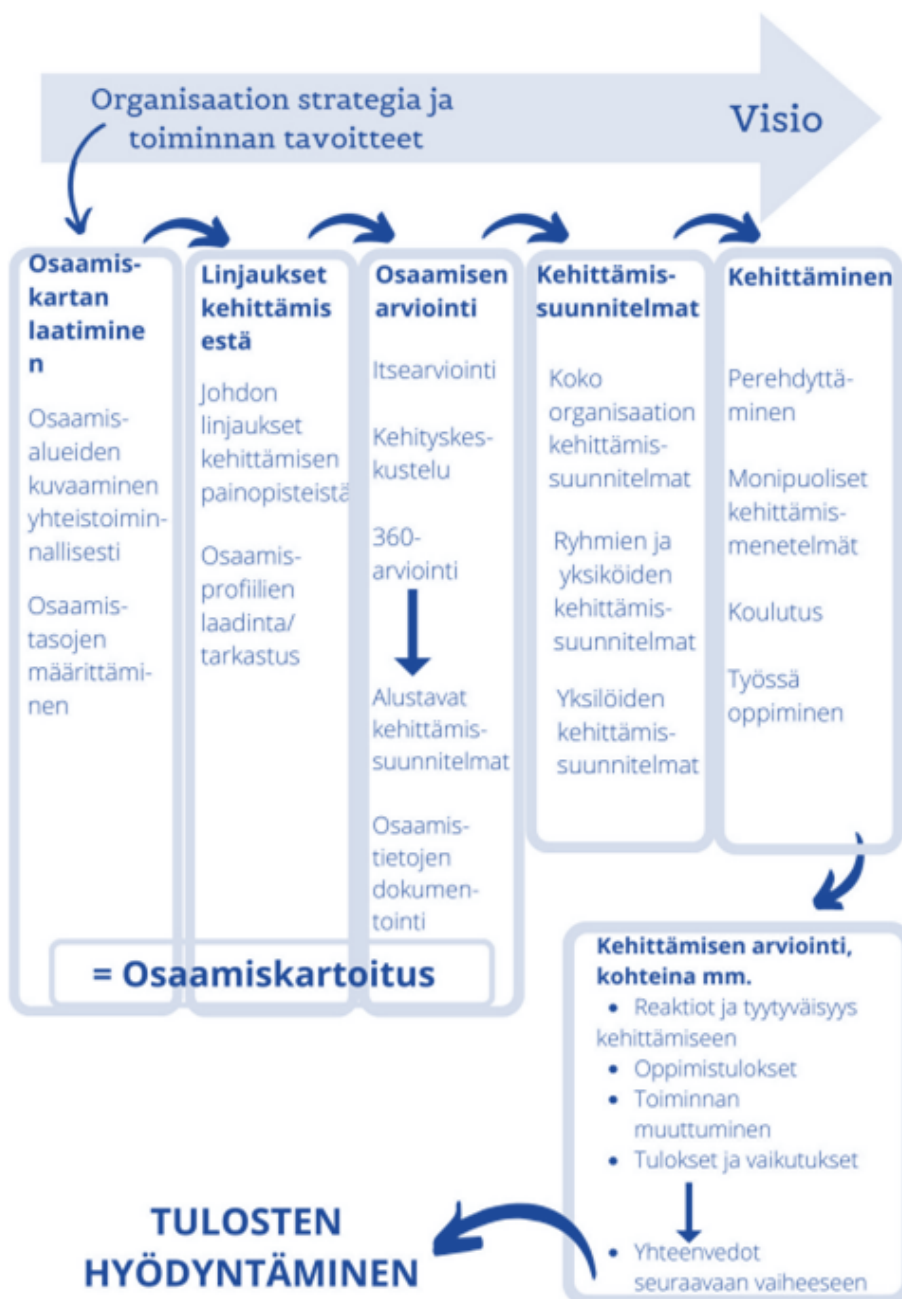 Organisaation strategia ja
toiminnan tavoitteet
Visio
Osaamis-
kartan
laatimine
n
Osaamis-
alueiden
kuvaaminen
yhteistoimin-
nallisesti
Osaamis-
tasojen
määrittämi-
nen
Linjaukset
kehittämis
estä
Johdon
linjaukset
kehittämisen
painopisteistä
Osaamis-
profiilien
laadinta/
tarkastus
Osaamisen
arviointi
Itsearviointi
Kehityskes-
kustelu
360-
arviointi
Alustavat
kehittämis-
suunnitelmat
Osaamis-
tietojen
dokumen-
tointi
= Osaamiskartoitus
Kehittämis-
suunnitelmat
Koko
organisaation
kehittämis-
suunnitelmat
Ryhmien ja
yksiköiden
kehittämis-
suunnitelmat
Yksilöiden
kehittämis-
suunnitelmat
Kehittäminen
Perehdyttä-
minen
Monipuoliset
kehittämis-
menetelmät
Koulutus
Työssä
oppiminen
Kehittämisen arviointi,
kohteina mm.
• Reaktiot ja tyytyväisyys
kehittämiseen
• Oppimistulokset
• Toiminnan
muuttuminen
• Tulokset ja vaikutukset
• Yhteenvedot
seuraavaan vaiheeseen
TULOSTEN
HYÖDYNTÄMINEN